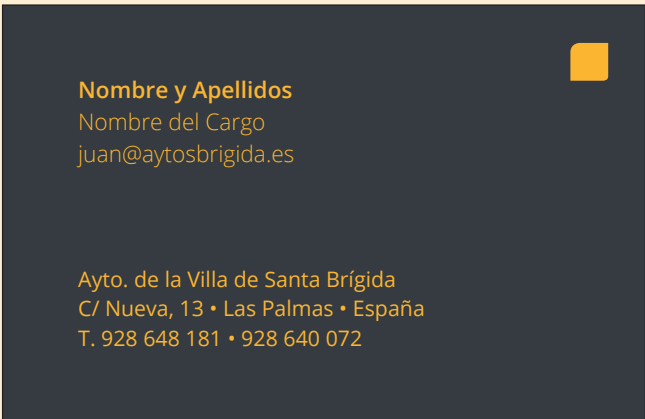 Nombre y Apellidos
Nombre del Cargo
juan@aytosbrigida.es
Ayto. de la Villa de Santa Brígida
C/ Nueva, 13 • Las Palmas • España
T. 928 648 181 • 928 640 072